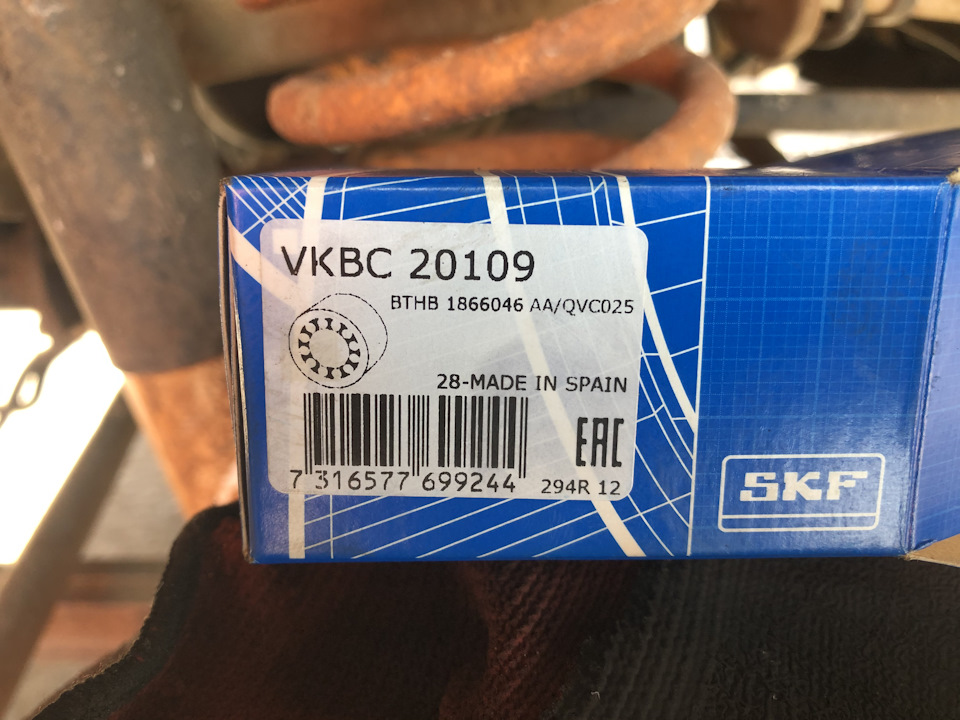 VKBC 20109
BTHB 1866046 AA/QVC025
28-MADE IN SPAIN
EAC
7 316577 699244
294R 12
SKF